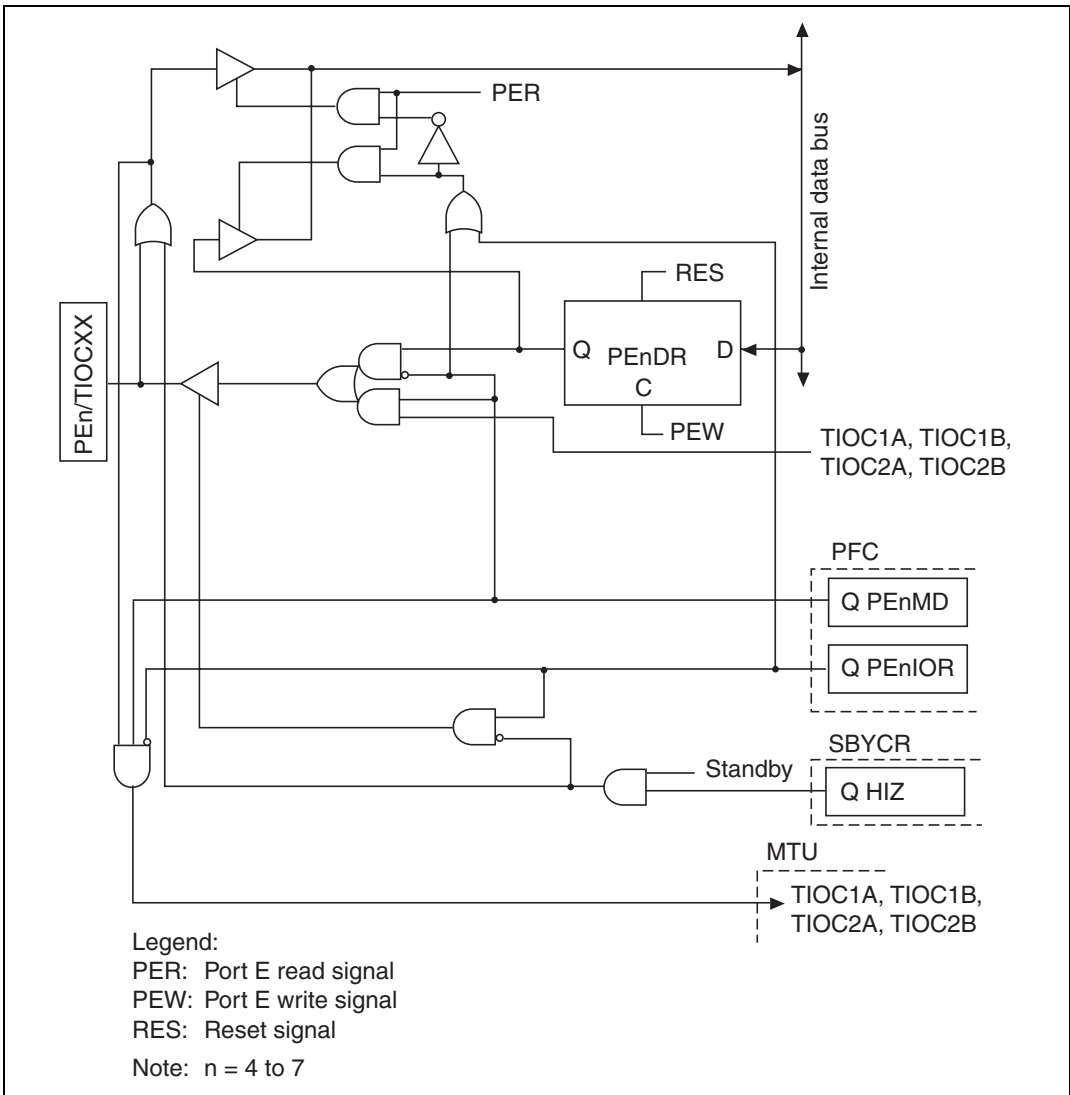 PER
Internal data bus
RES
Q PEnDR D
C
PEW
PEn/TIOCXX
TIOC1A, TIOC1B,
TIOC2A, TIOC2B
PFC
Q PEnMD
Q PEnIOR
SBYCR
Standby
Q HIZ
MTU
TIOC1A, TIOC1B,
TIOC2A, TIOC2B
Legend:
PER: Port E read signal
PEW: Port E write signal
RES: Reset signal
Note: n = 4 to 7